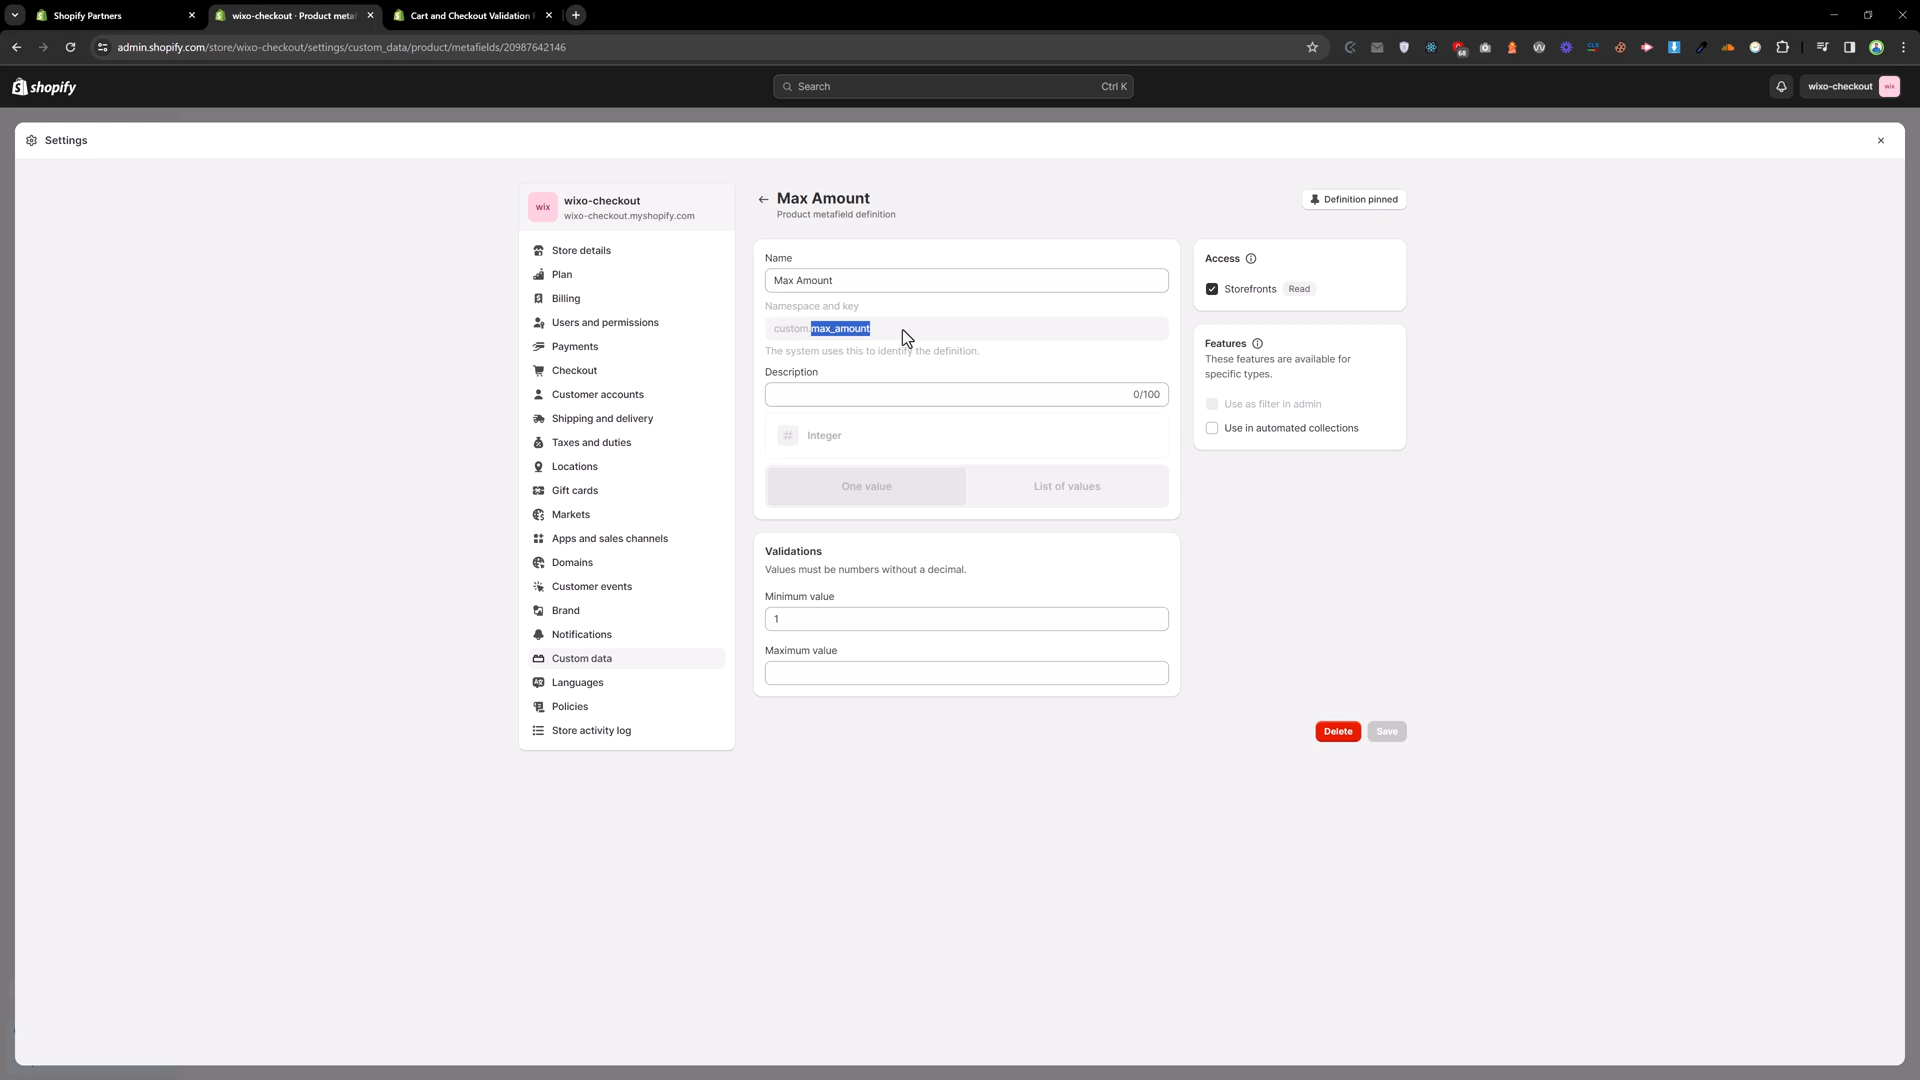 Shopify Partners
wixo-checkout · Product metaf
Cart and Checkout Validation
admin.shopify.com/store/wixo-checkout/settings/custom_data/product/metafields/20987642146
68
shopify
Search
Ctrl K
wixo-checkout
wix
Settings
wix
wixo-checkout
wixo-checkout.myshopify.com
Store details
Plan
Billing
Users and permissions
Payments
Checkout
Customer accounts
Shipping and delivery
Taxes and duties
Locations
Gift cards
Markets
Apps and sales channels
Domains
Customer events
Brand
Notifications
Custom data
Languages
Policies
Store activity log
Max Amount
Product metafield definition
Definition pinned
Name
Max Amount
Namespace and key
custom.max_amount
The system uses this to identify the definition.
Description
0/100
Integer
One value
List of values
Validations
Values must be numbers without a decimal.
Minimum value
1
Maximum value
Access
Storefronts
Read
Features
These features are available for
specific types.
Use as filter in admin
Use in automated collections
Delete
Save